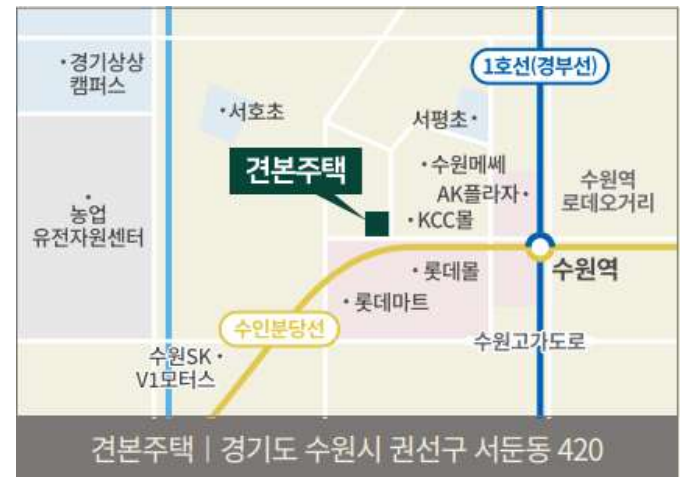 ·경기상상
캠퍼스
1호선(경부선)
·서호초
서평초·
견본주택
·수원메쎄
AK플라자·
·KCC몰
수원역
로데오거리
·
농업
유전자원센터
·롯데몰
수원역
·롯데마트
수인분당선
수원고가도로
수원SK·
V1모터스
견본주택 | 경기도 수원시 권선구 서둔동 420